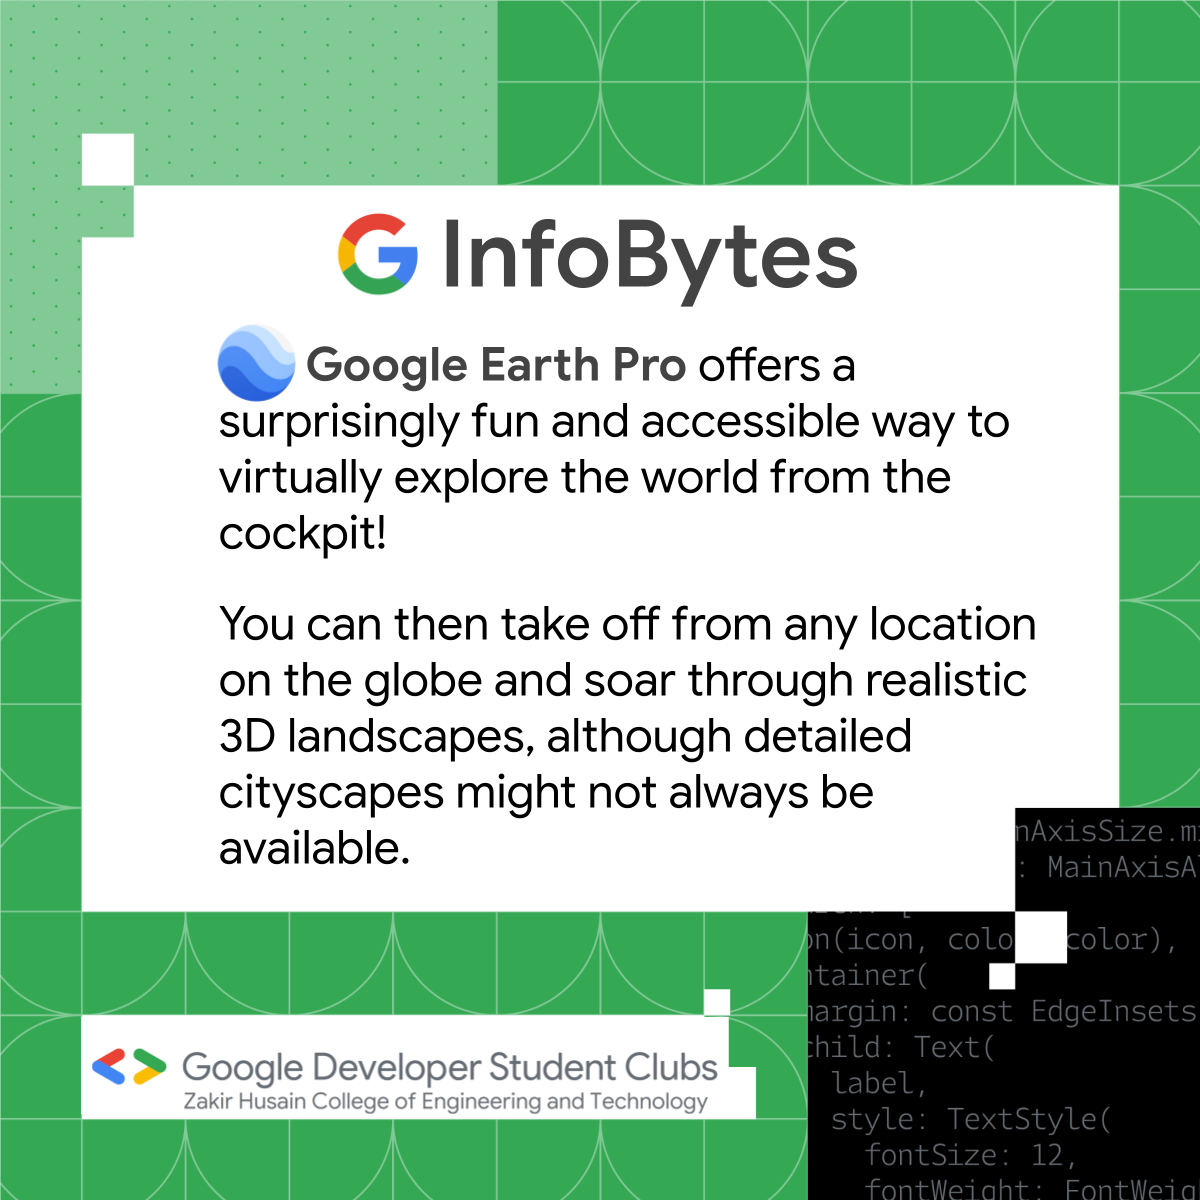 InfoBytes
Google Earth Pro offers a
surprisingly fun and accessible way to
virtually explore the world from the
cockpit!
You can then take off from any location
on the globe and soar through realistic
3D landscapes, although detailed
cityscapes might not always be
available.
nAxisSize.mi
: MainAxisA
on(icon, colo color),
ntainer(
margin: const EdgeInsets
child: Text(
label,
style: TextStyle(
fontSize: 12,
fontWeight: FontWeig
Google Developer Student Clubs
Zakir Husain College of Engineering and Technology